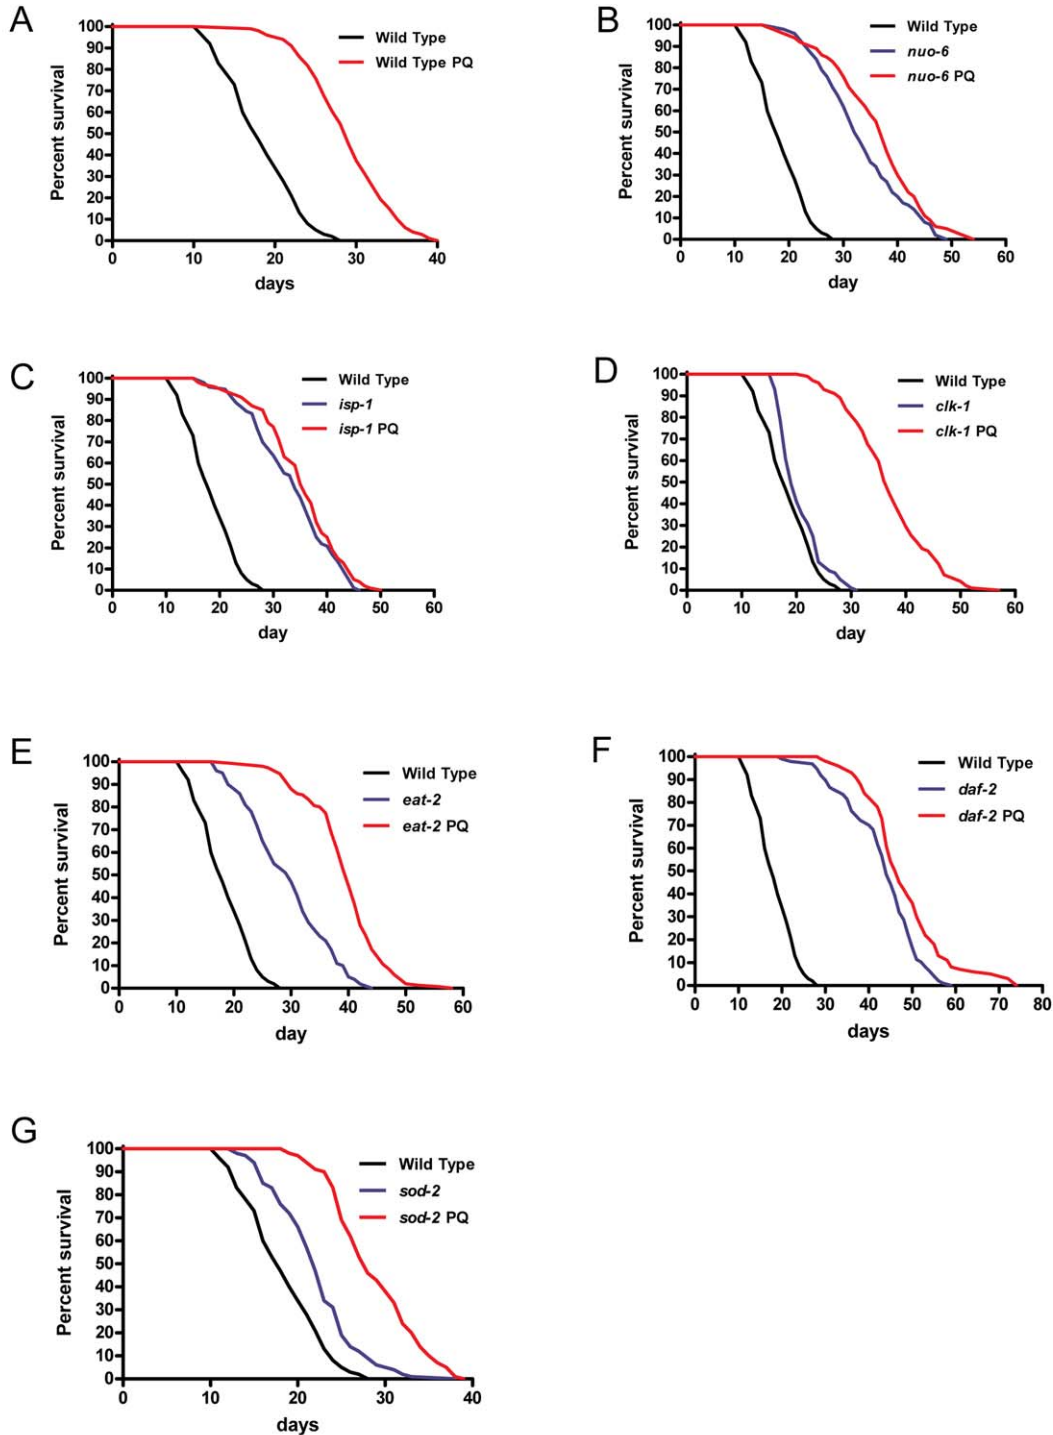 A
Percent survival
100
90
80
70
60
50
40
30
20
10
0
0 10 20 30 40
days
Wild Type
Wild Type PQ
B
Percent survival
100
90
80
70
60
50
40
30
20
10
0
0 10 20 30 40 50 60
day
Wild Type
nuo-6
nuo-6 PQ
C
Percent survival
100
90
80
70
60
50
40
30
20
10
0
0 10 20 30 40 50 60
day
Wild Type
isp-1
isp-1 PQ
D
Percent survival
100
90
80
70
60
50
40
30
20
10
0
0 10 20 30 40 50 60
day
Wild Type
clk-1
clk-1 PQ
E
Percent survival
100
90
80
70
60
50
40
30
20
10
0
0 10 20 30 40 50 60
day
Wild Type
eat-2
eat-2 PQ
F
Percent survival
100
90
80
70
60
50
40
30
20
10
0
0 10 20 30 40 50 60 70 80
days
Wild Type
daf-2
daf-2 PQ
G
Percent survival
100
90
80
70
60
50
40
30
20
10
0
0 10 20 30 40
days
Wild Type
sod-2
sod-2 PQ